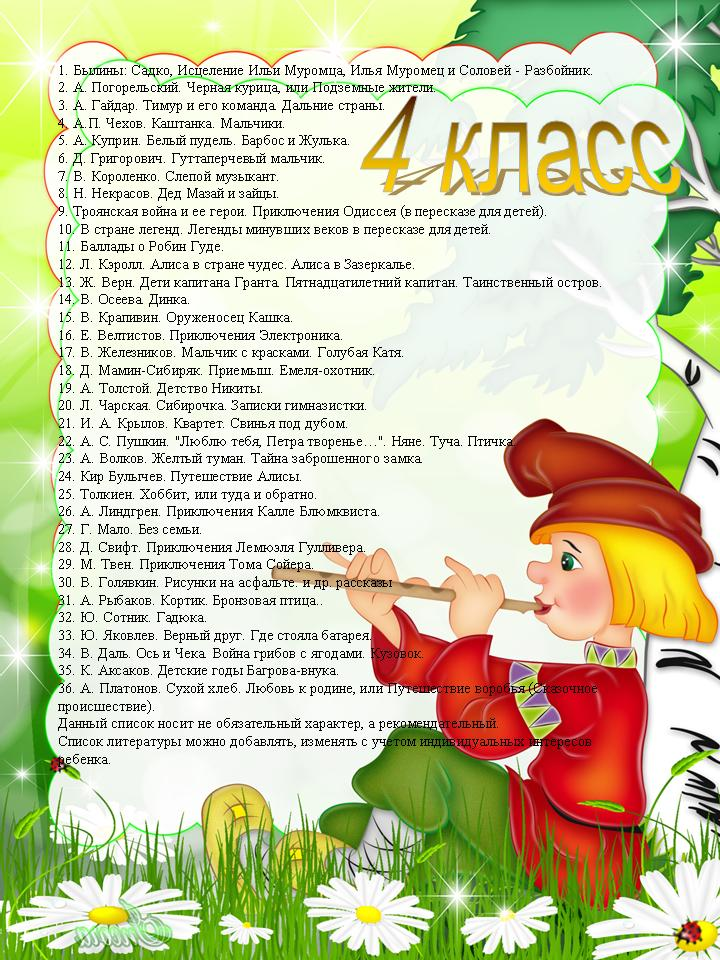 4 класс
1. Былины: Садко, Исцеление Ильи Муромца, Илья Муромец и Соловей - Разбойник.
2. А. Погорельский. Черная курица, или Подземные жители.
3. А. Гайдар. Тимур и его команда. Дальние страны.
4. А.П. Чехов. Каштанка. Мальчики.
5. А. Куприн. Белый пудель. Барбос и Жулька.
6. Д. Григорович. Гуттаперчевый мальчик.
7. В. Короленко. Слепой музыкант.
8. Н. Некрасов. Дед Мазай и зайцы.
9. Троянская война и ее герои. Приключения Одиссея (в пересказе для детей).
10. В стране легенд. Легенды минувших веков в пересказе для детей.
11. Баллады о Робин Гуде.
12. Л. Кэролл. Алиса в стране чудес. Алиса в Зазеркалье.
13. Ж. Верн. Дети капитана Гранта. Пятнадцатилетний капитан. Таинственный остров.
14. В. Осеева. Динка.
15. В. Крапивин. Оруженосец Кашка.
16. Е. Велтистов. Приключения Электроника.
17. В. Железников. Мальчик с красками. Голубая Катя.
18. Д. Мамин-Сибиряк. Приемыш. Емеля-охотник.
19. А. Толстой. Детство Никиты.
20. Л. Чарская. Сибирочка. Записки гимназистки.
21. И. А. Крылов. Квартет. Свинья под дубом.
22. А. С. Пушкин. "Люблю тебя, Петра творенье…". Няне. Туча. Птичка.
23. А. Волков. Желтый туман. Тайна заброшенного замка.
24. Кир Булычев. Путешествие Алисы.
25. Толкиен. Хоббит, или туда и обратно.
26. А. Линдгрен. Приключения Калле Блюмквиста.
27. Г. Мало. Без семьи.
28. Д. Свифт. Приключения Лемюэля Гулливера.
29. М. Твен. Приключения Тома Сойера.
30. В. Голявкин. Рисунки на асфальте. и др. рассказы
31. А. Рыбаков. Кортик. Бронзовая птица..
32. Ю. Сотник. Гадюка.
33. Ю. Яковлев. Верный друг. Где стояла батарея.
34. В. Даль. Ось и Чека. Война грибов с ягодами. Кузовок.
35. К. Аксаков. Детские годы Багрова-внука.
36. А. Платонов. Сухой хлеб. Любовь к родине, или Путешествие воробья (Сказочное
происшествие).
Данный список носит не обязательный характер, а рекомендательный.
Список литературы можно добавлять, изменять с учетом индивидуальных интересов
ребенка.